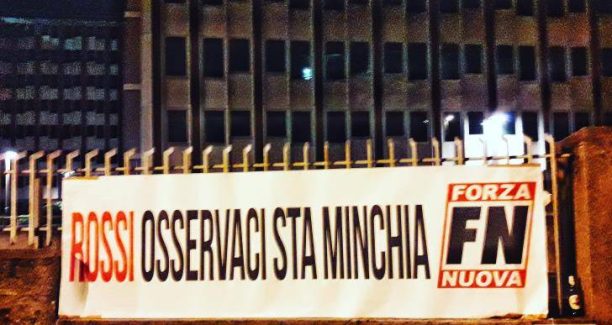 ROSSI OSSERVACI STA MINCHIA
FORZA
FN
NUOVA